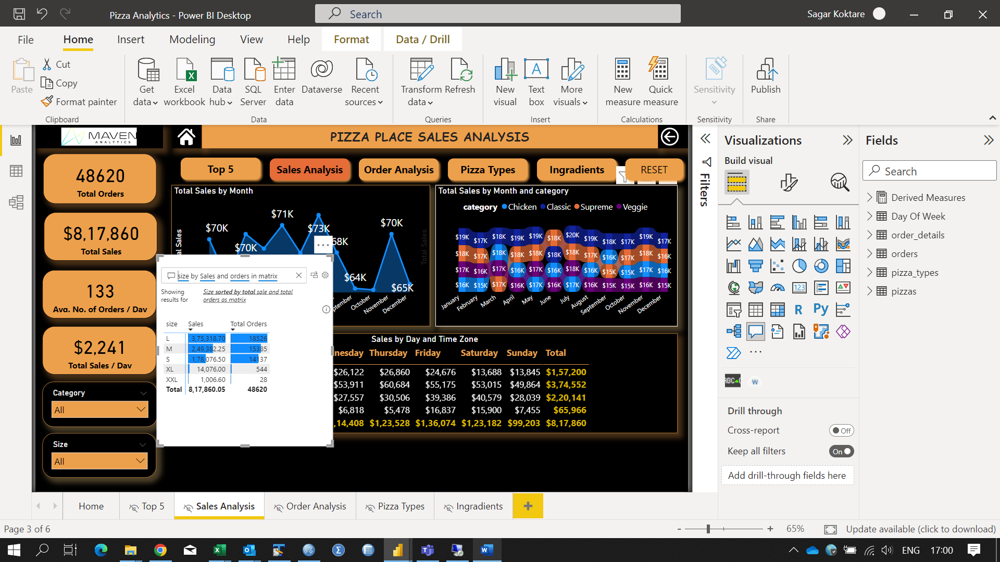 Pizza Analytics - Power BI Desktop
Search
Sagar Koktare
File
Home
Insert
Modeling
View
Help
Format
Data / Drill
Paste
Cut
Copy
Format painter
Clipboard
Get data
Excel workbook
Data hub
SQL Server
Enter data
Dataverse
Recent sources
Data
Transform data
Refresh
Queries
New visual
Text box
More visuals
Insert
New measure
Quick measure
Calculations
Sensitivity
Sensitivity
Publish
Share
MAVEN
ANALYTICS
PIZZA PLACE SALES ANALYSIS
Top 5
Sales Analysis
Order Analysis
Pizza Types
Ingradients
RESET
48620
Total Orders
$8,17,860
Total Sales
133
Avg. No. of Orders / Day
$2,241
Total Sales / Day
Category
All
Size
All
Total Sales by Month
$70K
$70K
$71K
$73K
68K
$64K
$70K
$65K
October
November
December
Total Sales by Month and category
category Chicken Classic Supreme Veggie
Total Sales
$19K $17K $18K $19K $19K $18K $20K $19K $18K $17K $19K $17K
$18K $17K $18K $18K $18K $18K $18K $17K $16K $17K $18K $16K
$17K $16K $17K $16K $17K $16K $18K $16K $15K $15K $17K $16K
$16K $15K $17K $16K $17K $16K $17K $16K $15K $15K $16K $15K
January February March April May June July August September October November December
size by Sales and orders in matrix
Showing results for
Size sorted by total sale and total orders as matrix
size Sales Total Orders
L 3,75,318.70 18526
M 2,49,382.25 15385
S 1,78,076.50 14137
XL 14,076.00 544
XXL 1,006.60 28
Total 8,17,860.05 48620
Sales by Day and Time Zone
nesday Thursday Friday Saturday Sunday Total
$26,122 $26,860 $24,676 $13,688 $13,845 $1,57,200
$53,911 $60,684 $55,175 $53,015 $49,864 $3,74,552
$27,557 $30,506 $39,386 $40,579 $28,039 $2,20,141
$6,818 $5,478 $16,837 $15,900 $7,455 $65,966
,14,408 $1,23,528 $1,36,074 $1,23,182 $99,203 $8,17,860
Filters
Visualizations
Build visual
123
R
Py
ABC
W
Drill through
Cross-report
Off
Keep all filters
On
Add drill-through fields here
Fields
Search
Derived Measures
Day Of Week
order_details
orders
pizza_types
pizzas
Home
Top 5
Sales Analysis
Order Analysis
Pizza Types
Ingradients
Page 3 of 6
65%
Update available (click to download)
ENG
17:00